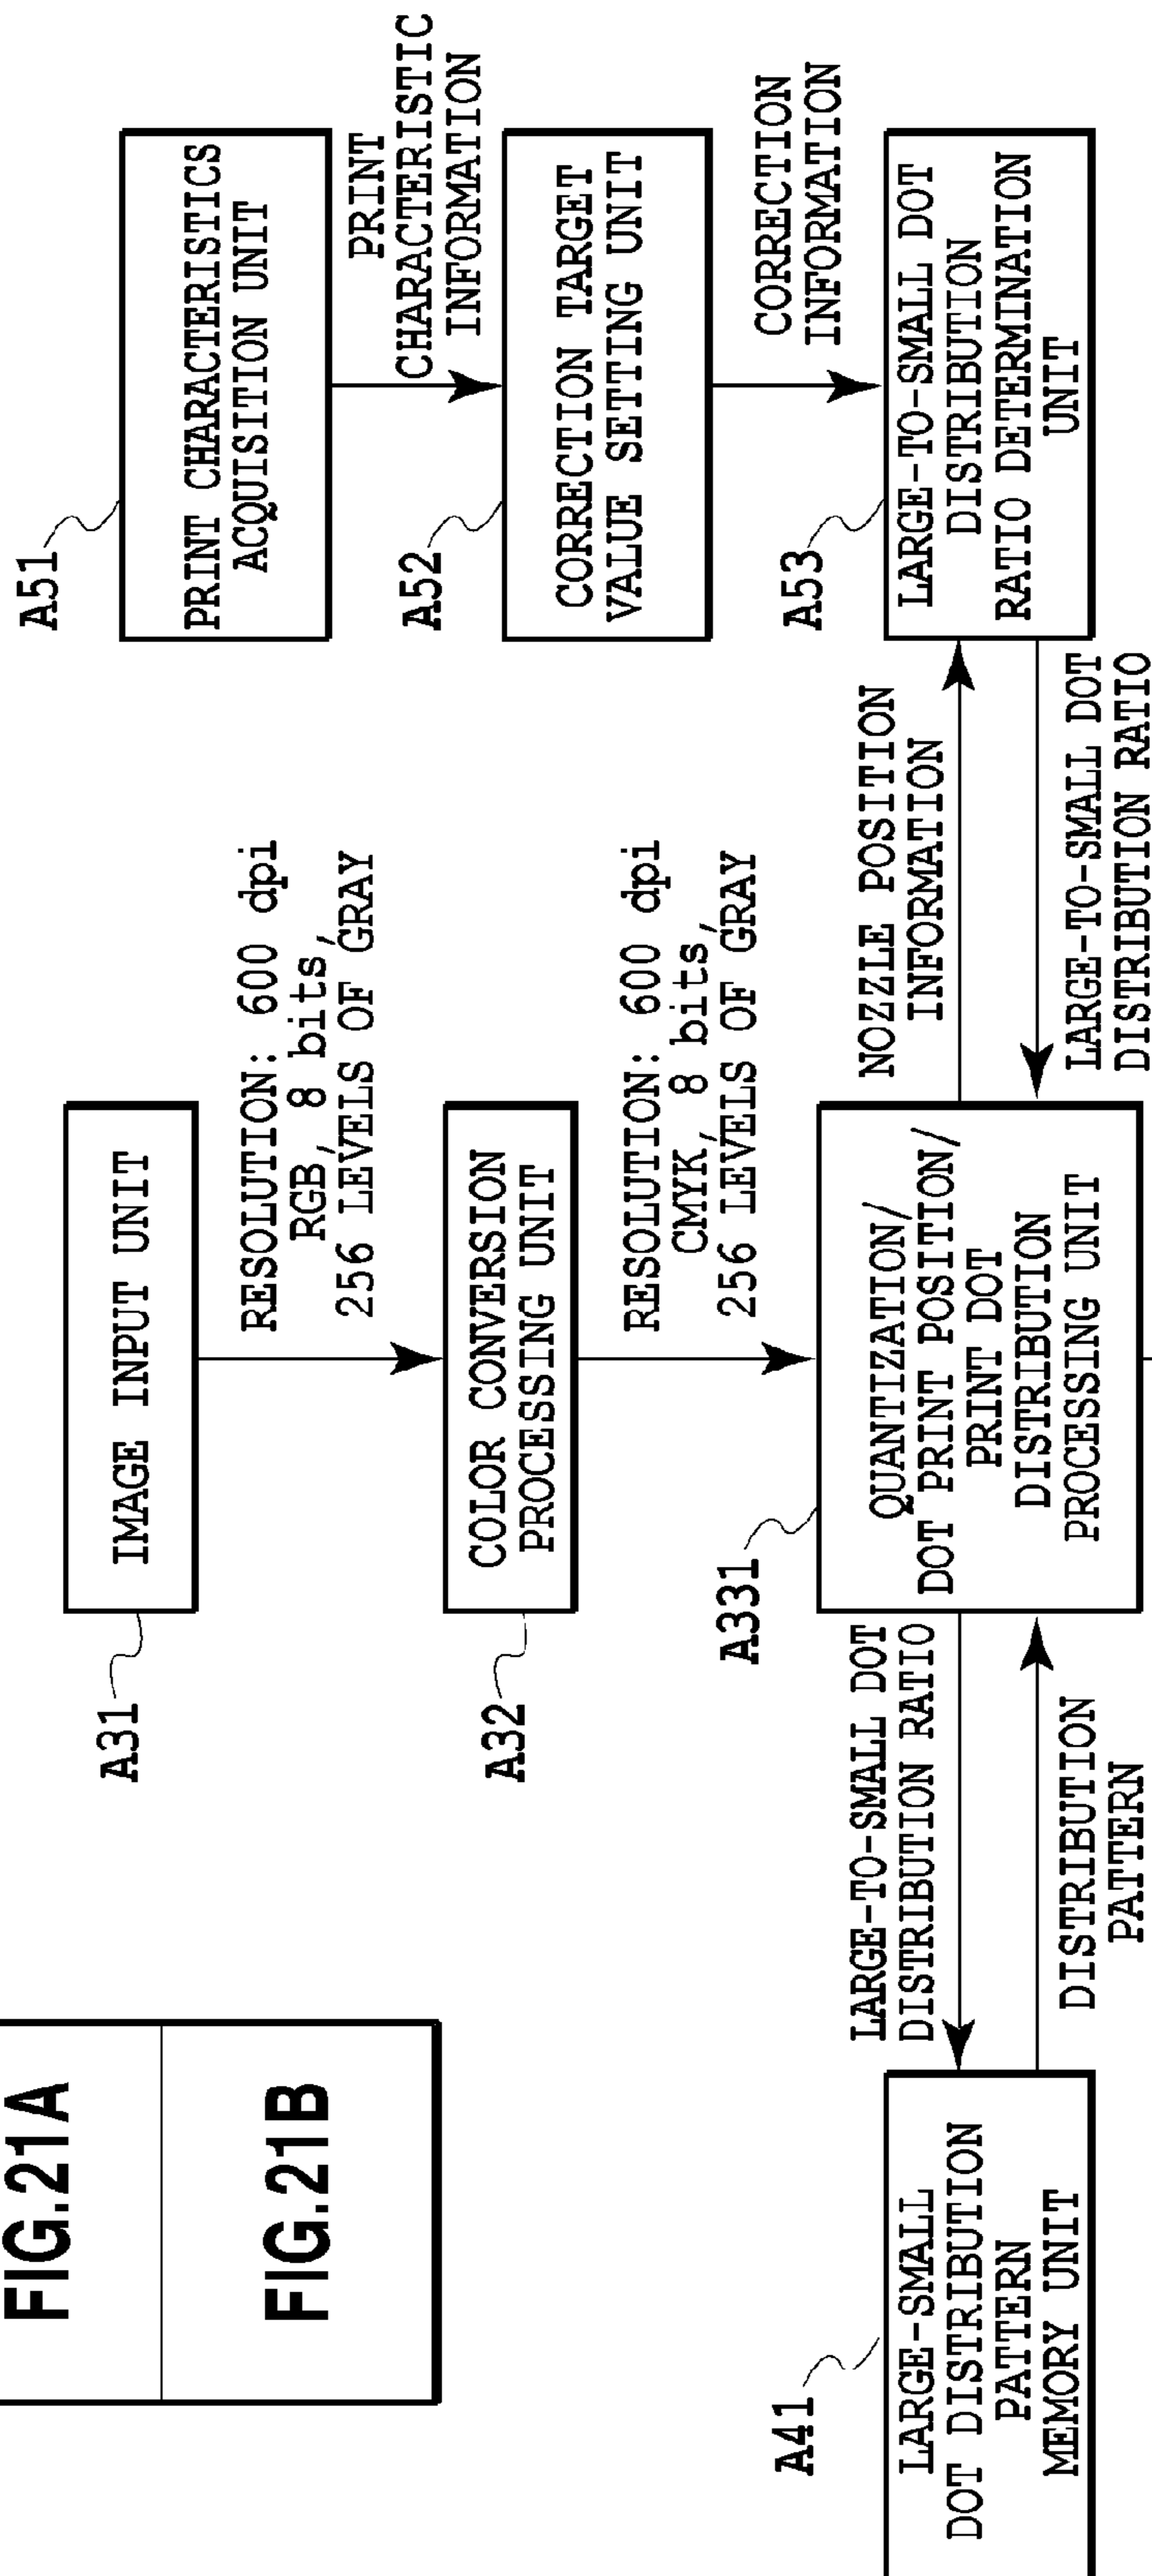 FIG.21A
FIG.21B
A31
IMAGE INPUT UNIT
RESOLUTION: 600 dpi
RGB, 8 bits,
256 LEVELS OF GRAY
A32
COLOR CONVERSION
PROCESSING UNIT
RESOLUTION: 600 dpi
CMYK, 8 bits,
256 LEVELS OF GRAY
A331
QUANTIZATION/
DOT PRINT POSITION/
PRINT DOT
DISTRIBUTION
PROCESSING UNIT
A41
LARGE-SMALL
DOT DISTRIBUTION
PATTERN
MEMORY UNIT
LARGE-TO-SMALL DOT
DISTRIBUTION RATIO
DISTRIBUTION
PATTERN
A51
PRINT CHARACTERISTICS
ACQUISITION UNIT
PRINT
CHARACTERISTIC
INFORMATION
A52
CORRECTION TARGET
VALUE SETTING UNIT
CORRECTION
INFORMATION
A53
LARGE-TO-SMALL DOT
DISTRIBUTION
RATIO DETERMINATION
UNIT
NOZZLE POSITION
INFORMATION
LARGE-TO-SMALL DOT
DISTRIBUTION RATIO